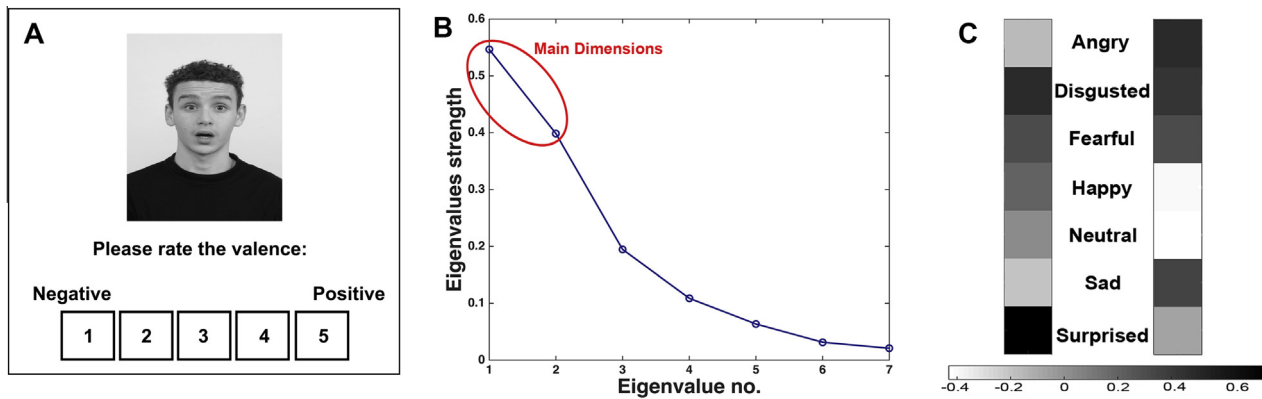 A
Please rate the valence:
Negative Positive
1 2 3 4 5
B
Main Dimensions
Eigenvalues strength
0.6
0.5
0.4
0.3
0.2
0.1
0
1 2 3 4 5 6 7
Eigenvalue no.
C
Angry
Disgusted
Fearful
Happy
Neutral
Sad
Surprised
-0.4 -0.2 0 0.2 0.4 0.6